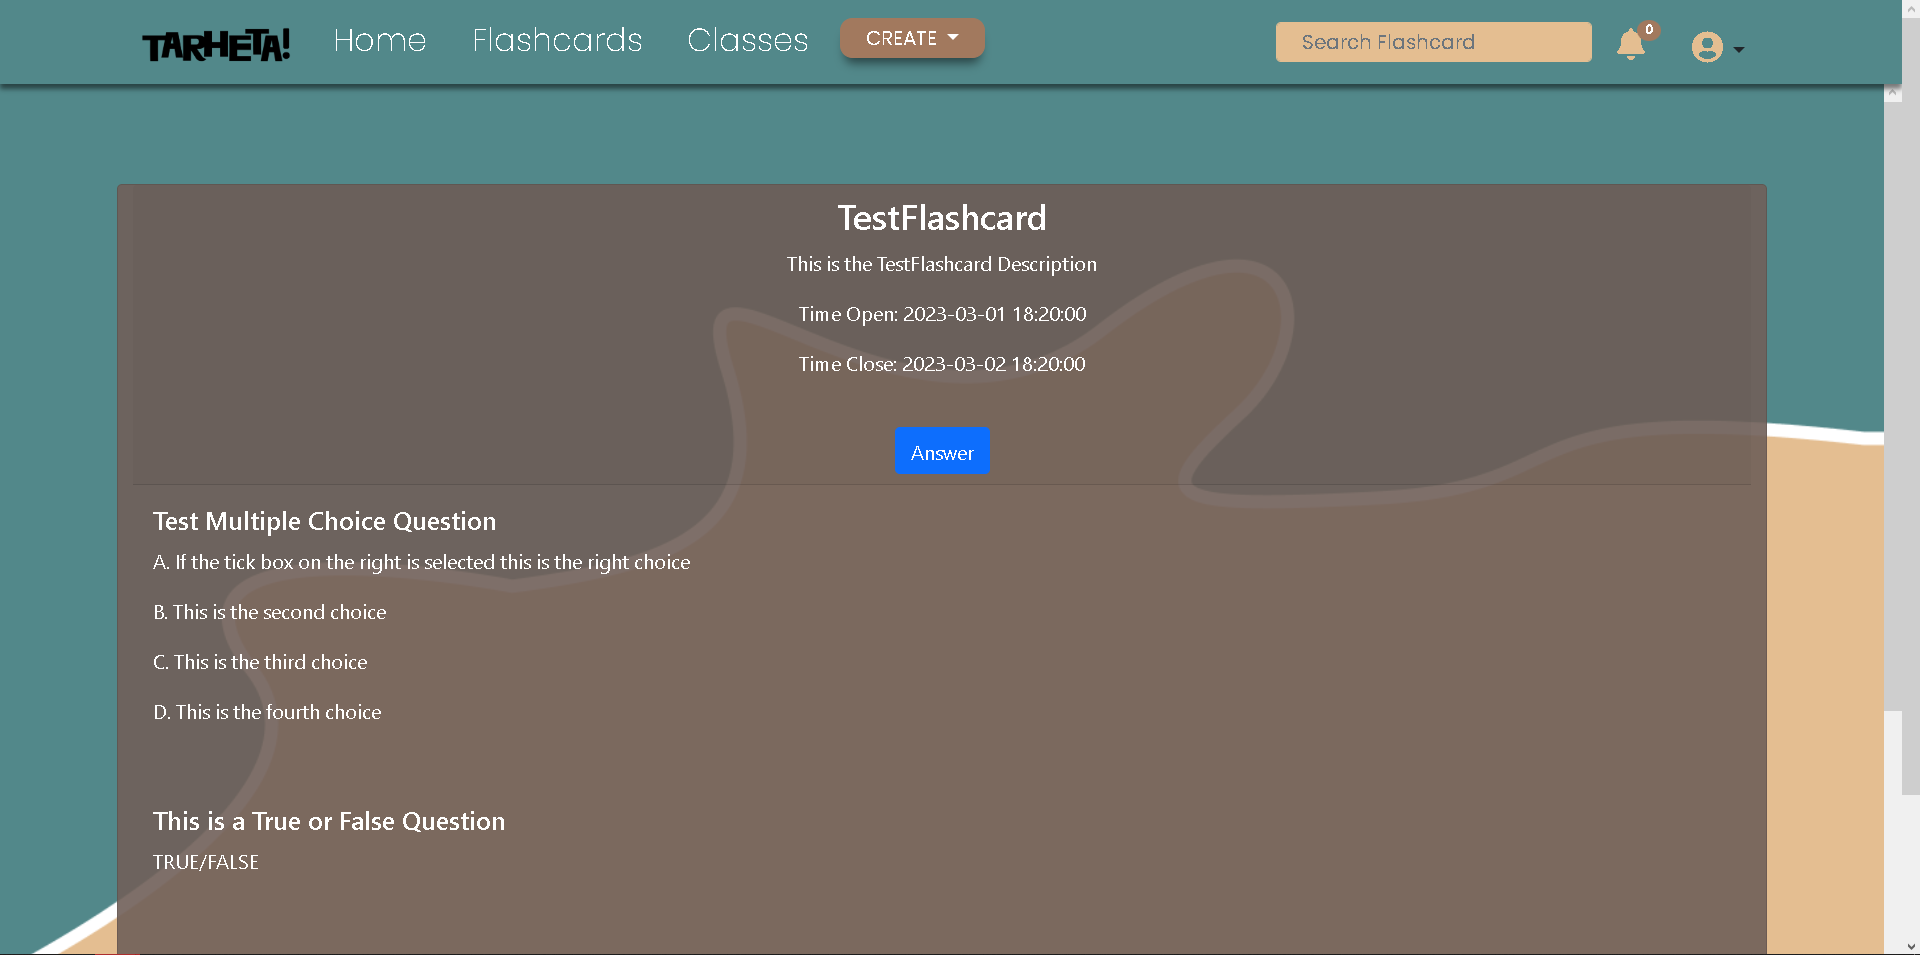 TARHETA!
Home
Flashcards
Classes
CREATE
Search Flashcard
0
TestFlashcard
This is the TestFlashcard Description
Time Open: 2023-03-01 18:20:00
Time Close: 2023-03-02 18:20:00
Answer
Test Multiple Choice Question
A. If the tick box on the right is selected this is the right choice
B. This is the second choice
C. This is the third choice
D. This is the fourth choice
This is a True or False Question
TRUE/FALSE